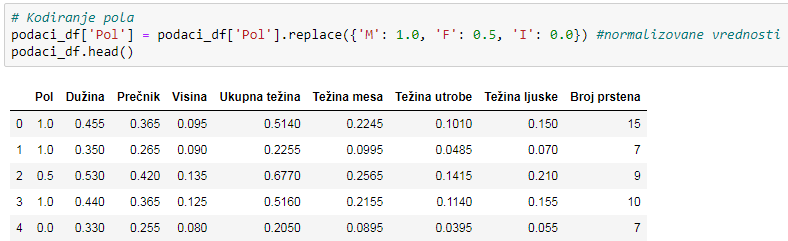 # Kodiranje pola
podaci_df['Pol'] = podaci_df['Pol'].replace({'M': 1.0, 'F': 0.5, 'I': 0.0}) #normalizovane vrednosti
podaci_df.head()
Pol Dužina Prečnik Visina Ukupna težina Težina mesa Težina utrobe Težina ljuske Broj prstena
0 1.0 0.455 0.365 0.095 0.5140 0.2245 0.1010 0.150 15
1 1.0 0.350 0.265 0.090 0.2255 0.0995 0.0485 0.070 7
2 0.5 0.530 0.420 0.135 0.6770 0.2565 0.1415 0.210 9
3 1.0 0.440 0.365 0.125 0.5160 0.2155 0.1140 0.155 10
4 0.0 0.330 0.255 0.080 0.2050 0.0895 0.0395 0.055 7